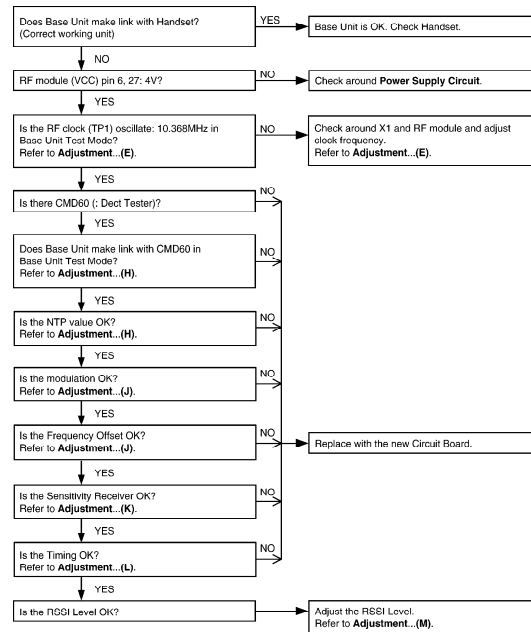 Does Base Unit make link with Handset?
(Correct working unit)
YES
Base Unit is OK. Check Handset.
NO
RF module (VCC) pin 6, 27: 4V?
NO
Check around Power Supply Circuit.
YES
Is the RF clock (TP1) oscillate: 10.368MHz in
Base Unit Test Mode?
Refer to Adjustment...(E).
NO
Check around X1 and RF module and adjust
clock frequency.
Refer to Adjustment...(E).
YES
Is there CMD60 (: Dect Tester)?
NO
YES
Does Base Unit make link with CMD60 in
Base Unit Test Mode?
Refer to Adjustment...(H).
NO
YES
Is the NTP value OK?
Refer to Adjustment...(H).
NO
YES
Is the modulation OK?
Refer to Adjustment...(J).
NO
YES
Is the Frequency Offset OK?
Refer to Adjustment...(J).
NO
Replace with the new Circuit Board.
YES
Is the Sensitivity Receiver OK?
Refer to Adjustment...(K).
NO
YES
Is the Timing OK?
Refer to Adjustment...(L).
NO
YES
Is the RSSI Level OK?
Adjust the RSSI Level.
Refer to Adjustment...(M).